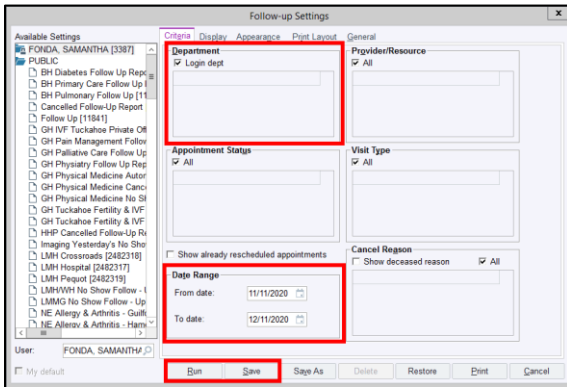 Follow-up Settings
x
Available Settings
FONDA, SAMANTHA [3387]
PUBLIC
BH Diabetes Follow Up Repo
BH Primary Care Follow Up
BH Pulmonary Follow Up [11
Cancelled Follow-Up Report
Follow Up [11841]
GH IVF Tuckahoe Private Off
GH Pain Management Follow
GH Palliative Care Follow Up
GH Physiatry Follow Up Rep
GH Physical Medicine Autor
GH Physical Medicine Canc
GH Physical Medicine No S
GH Tuckahoe Fertility & IVF
GH Tuckahoe Fertility & IVF
HHP Cancelled Follow-Up R
Imaging Yesterday's No Sho
LMH Crossroads [2482318]
LMH Hospital [2482317]
LMH Pequot [2482319]
LMH/WH No Show Follow -
LMMG No Show Follow - Up
NE Allergy & Arthritis - Guilf
NE Allergy & Arthritis - Ham
User: FONDA, SAMANTHA
My default
Criteria Display Appearance Print Layout General
Department
Login dept
Provider/Resource
All
Appointment Status
All
Visit Type
All
Show already rescheduled appointments
Cancel Reason
Show deceased reason All
Date Range
From date: 11/11/2020
To date: 12/11/2020
Run Save Save As Delete Restore Print Cancel